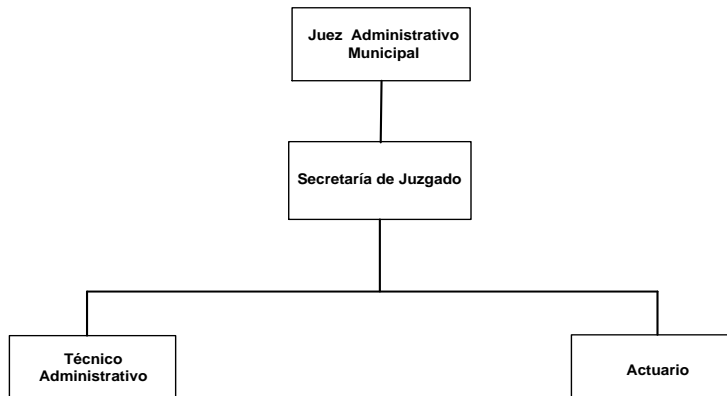 Juez Administrativo
Municipal
Secretaría de Juzgado
Técnico
Administrativo
Actuario